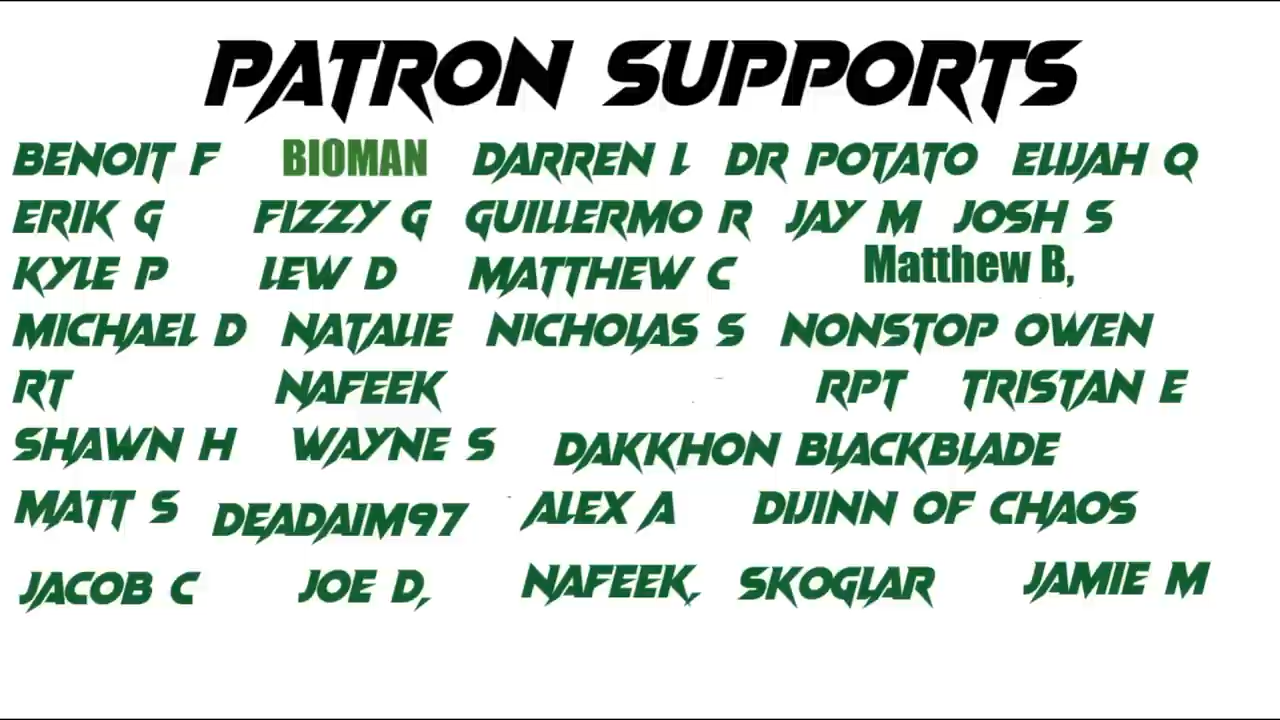 PATRON SUPPORTS
BENOIT F BIOMAN DARREN L DR POTATO ELIJAH Q
ERIK G FIZZY G GUILLERMO R JAY M JOSH S
KYLE P LEW D MATTHEW C Matthew B,
MICHAEL D NATALIE NICHOLAS S NONSTOP OWEN
RT NAFEEK RPT TRISTAN E
SHAWN H WAYNE S DAKKHON BLACKBLADE
MATT S DEADAIM97 ALEX A DIJINN OF CHAOS
JACOB C JOE D, NAFEEK, SKOGLAR JAMIE M